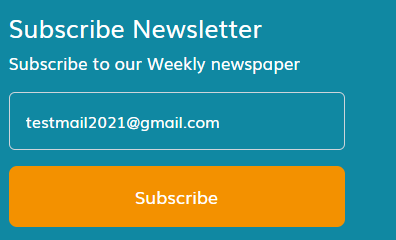 Subscribe Newsletter
Subscribe to our Weekly newspaper
testmail2021@gmail.com
Subscribe